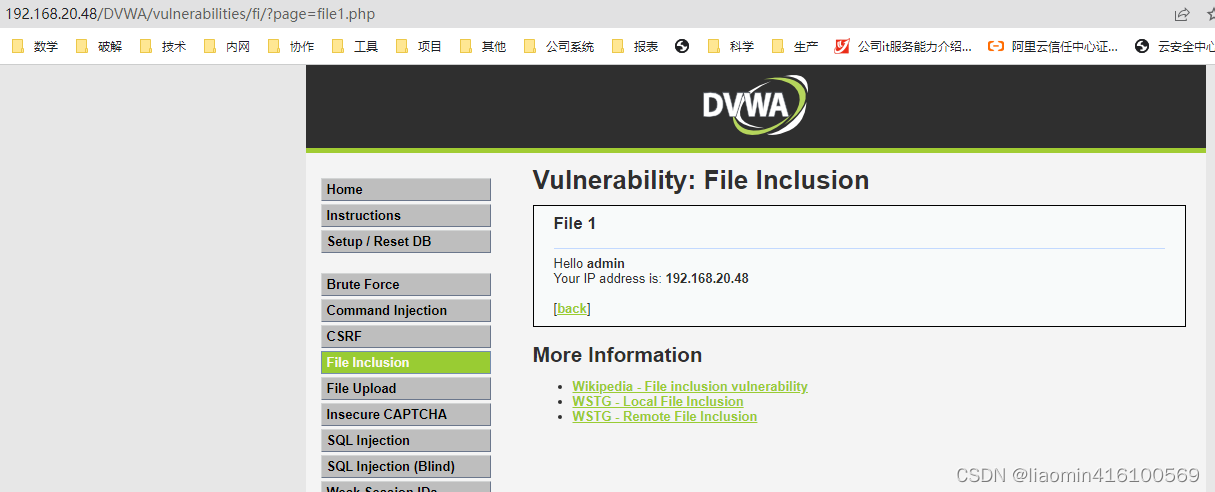 192.168.20.48/DVWA/vulnerabilities/fi/?page=file1.php
数学 破解 技术 内网 协作 工具 项目 其他 公司系统 报表 科学 生产 公司it服务能力介绍... 阿里云信任中心证... 云安全中心
DVWA
Home
Instructions
Setup / Reset DB
Brute Force
Command Injection
CSRF
File Inclusion
File Upload
Insecure CAPTCHA
SQL Injection
SQL Injection (Blind)
Weak Session IDs
Vulnerability: File Inclusion
File 1
Hello admin
Your IP address is: 192.168.20.48
[back]
More Information
Wikipedia - File inclusion vulnerability
WSTG - Local File Inclusion
WSTG - Remote File Inclusion
CSDN @liaomin416100569